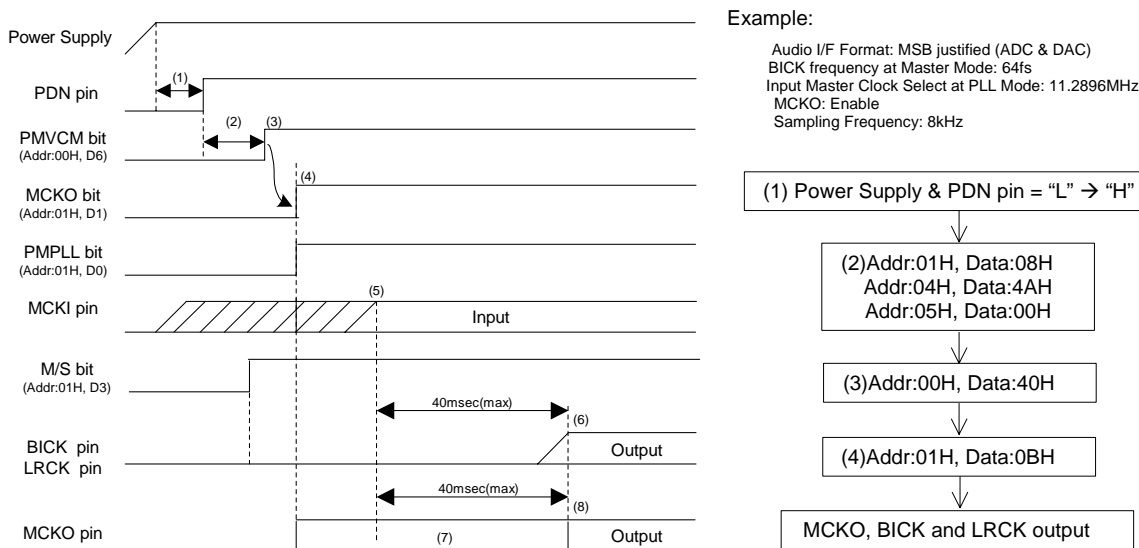 Power Supply
(1)
PDN pin
(2)
(3)
PMVCM bit
(Addr:00H, D6)
(4)
MCKO bit
(Addr:01H, D1)
PMPLL bit
(Addr:01H, D0)
(5)
MCKI pin
Input
M/S bit
(Addr:01H, D3)
40msec(max)
(6)
BICK pin
Output
LRCK pin
40msec(max)
(8)
MCKO pin
(7)
Output
Example:
Audio I/F Format: MSB justified (ADC & DAC)
BICK frequency at Master Mode: 64fs
Input Master Clock Select at PLL Mode: 11.2896MHz
MCKO: Enable
Sampling Frequency: 8kHz
(1) Power Supply & PDN pin = “L” → “H”
(2)Addr:01H, Data:08H
Addr:04H, Data:4AH
Addr:05H, Data:00H
(3)Addr:00H, Data:40H
(4)Addr:01H, Data:0BH
MCKO, BICK and LRCK output